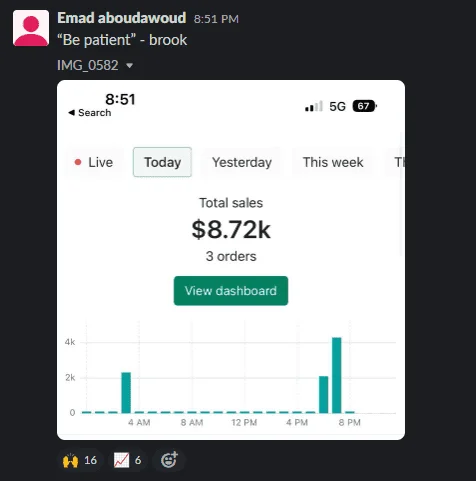 Emad aboudawoud 8:51 PM
“Be patient” - brook
IMG_0582
8:51
5G 67
Search
Live Today Yesterday This week Th
Total sales
$8.72k
3 orders
View dashboard
4k
2k
0
4 AM 8 AM 12 PM 4 PM 8 PM
16 6